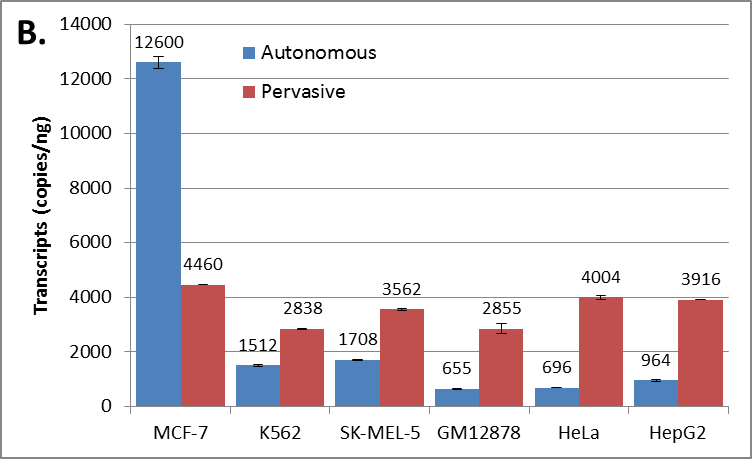 B.
Transcripts (copies/ng)
14000
12000
10000
8000
6000
4000
2000
0
Autonomous
Pervasive
12600
4460
1512
2838
1708
3562
655
2855
696
4004
964
3916
MCF-7
K562
SK-MEL-5
GM12878
HeLa
HepG2